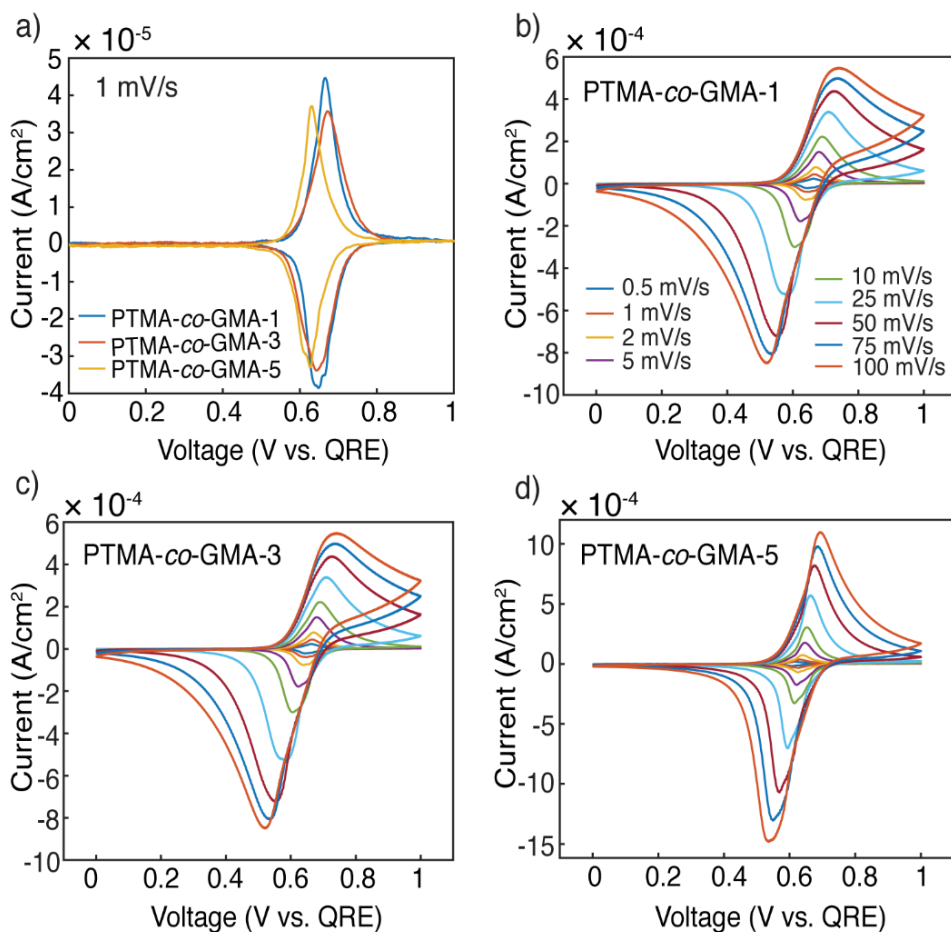 a)
× 10⁻⁵
1 mV/s
5
4
3
2
1
0
-1
-2
-3
-4
Current (A/cm²)
PTMA-co-GMA-1
PTMA-co-GMA-3
PTMA-co-GMA-5
0 0.2 0.4 0.6 0.8 1
Voltage (V vs. QRE)
b)
× 10⁻⁴
PTMA-co-GMA-1
6
4
2
0
-2
-4
-6
-8
-10
Current (A/cm²)
0.5 mV/s
1 mV/s
2 mV/s
5 mV/s
10 mV/s
25 mV/s
50 mV/s
75 mV/s
100 mV/s
0 0.2 0.4 0.6 0.8 1
Voltage (V vs. QRE)
c)
× 10⁻⁴
PTMA-co-GMA-3
6
4
2
0
-2
-4
-6
-8
-10
Current (A/cm²)
0 0.2 0.4 0.6 0.8 1
Voltage (V vs. QRE)
d)
× 10⁻⁴
PTMA-co-GMA-5
10
5
0
-5
-10
-15
Current (A/cm²)
0 0.2 0.4 0.6 0.8 1
Voltage (V vs. QRE)